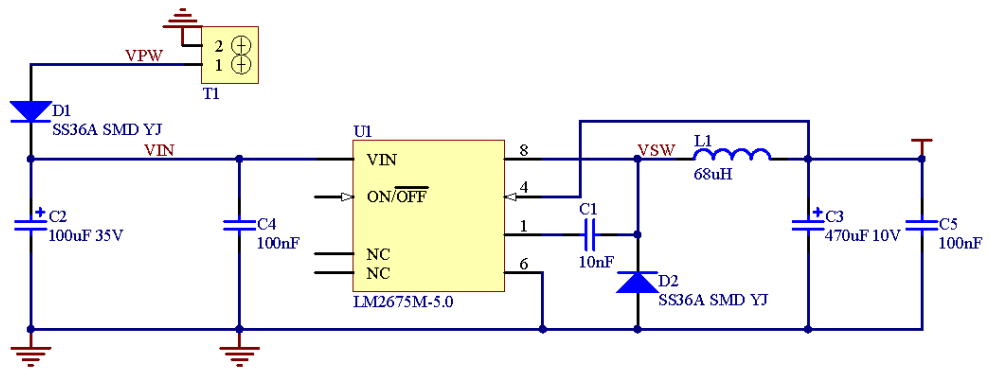 2
VPW
1
T1
D1
SS36A SMD YJ
U1
L1
VIN
VIN
8
VSW
68uH
ON/OFF
4
C2
100uF 35V
C4
100nF
C1
1
10nF
C3
470uF 10V
C5
100nF
NC
NC
6
D2
SS36A SMD YJ
LM2675M-5.0